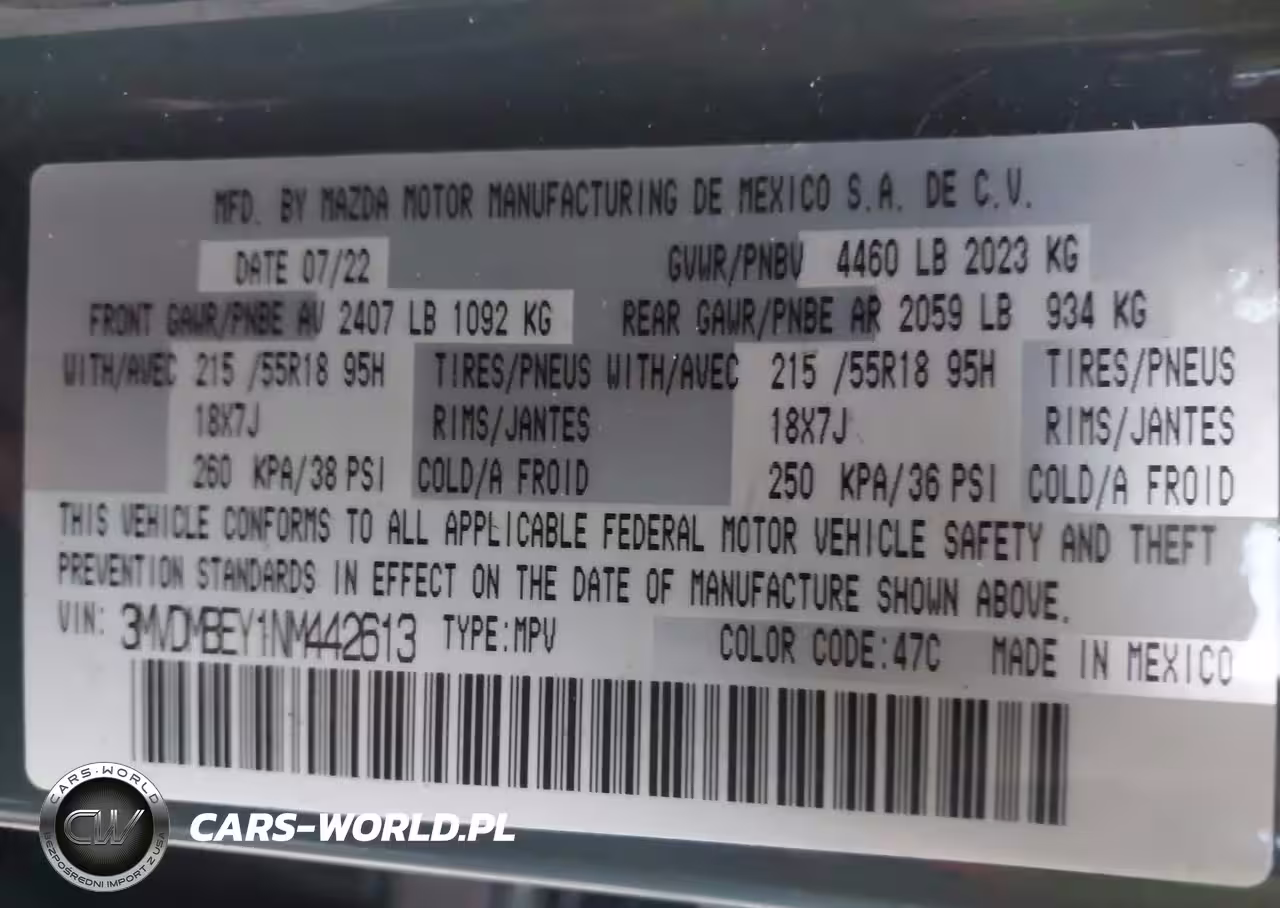 MFD. BY MAZDA MOTOR MANUFACTURING DE MEXICO S.A. DE C.V.
DATE 07/22 GVWR/PNBV 4460 LB 2023 KG
FRONT GAWR/PNBE AV 2407 LB 1092 KG REAR GAWR/PNBE AR 2059 LB 934 KG
WITH/AVEC 215 /55R18 95H TIRES/PNEUS WITH/AVEC 215 /55R18 95H TIRES/PNEUS
18X7J RIMS/JANTES 18X7J RIMS/JANTES
260 KPA/38 PSI COLD/A FROID 250 KPA/36 PSI COLD/A FROID
THIS VEHICLE CONFORMS TO ALL APPLICABLE FEDERAL MOTOR VEHICLE SAFETY AND THEFT
PREVENTION STANDARDS IN EFFECT ON THE DATE OF MANUFACTURE SHOWN ABOVE.
VIN: 3MVDMBEY1NM442613 TYPE:MPV COLOR CODE:47C MADE IN MEXICO
CARS-WORLD
CW
BEZPOŚREDNI IMPORT Z USA
CARS-WORLD.PL